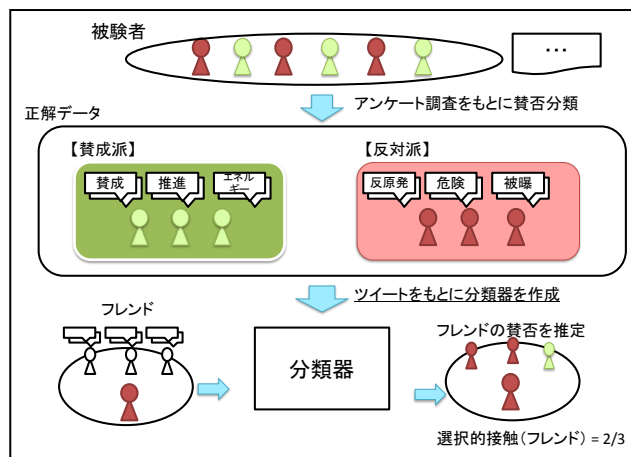 被験者
…
アンケート調査をもとに賛否分類
正解データ
【賛成派】
【反対派】
賛成
推進
エネル
ギー
反原発
危険
被曝
ツイートをもとに分類器を作成
フレンド
分類器
フレンドの賛否を推定
選択的接触(フレンド) = 2/3